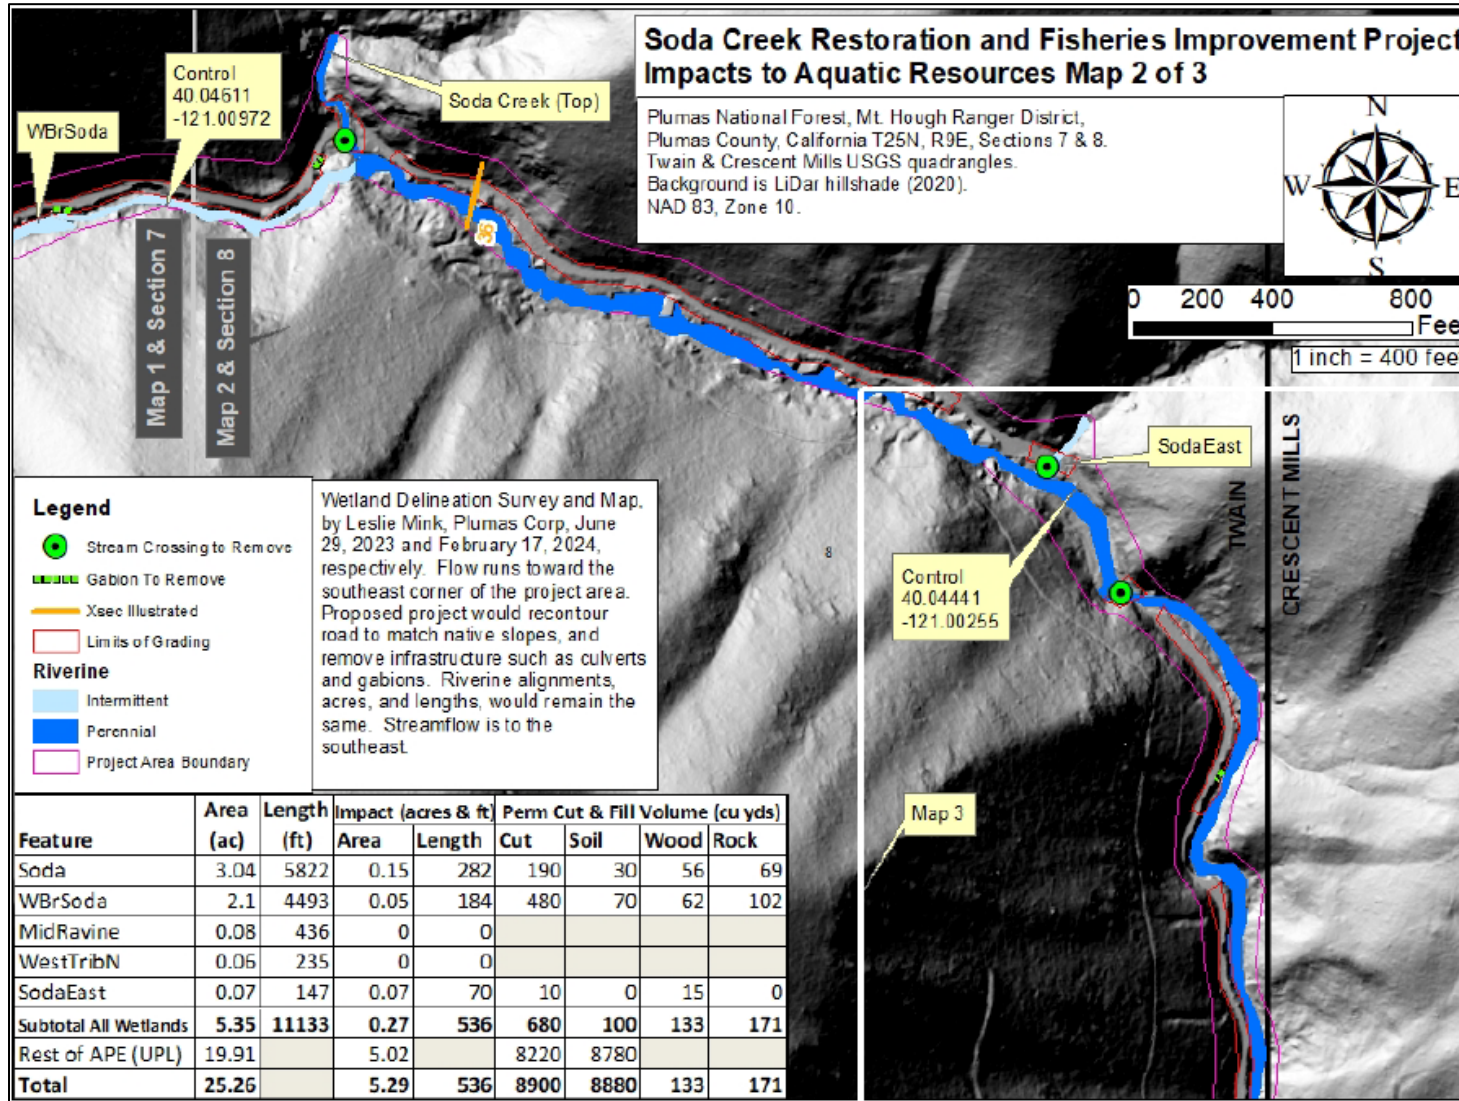 Soda Creek Restoration and Fisheries Improvement Project
Impacts to Aquatic Resources Map 2 of 3
Plumas National Forest, Mt. Hough Ranger District,
Plumas County, California T25N, R9E, Sections 7 & 8.
Twain & Crescent Mills USGS quadrangles.
Background is LiDar hillshade (2020).
NAD 83, Zone 10.
N
W
E
S
0 200 400 800
Feet
1 inch = 400 feet
Control
40.04611
-121.00972
WBrSoda
Soda Creek (Top)
36
Map 1 & Section 7
Map 2 & Section 8
SodaEast
TWAIN
CRESCENT MILLS
8
Control
40.04441
-121.00255
Map 3
Legend
Stream Crossing to Remove
Gabion To Remove
Xsec Illustrated
Limits of Grading
Riverine
Intermittent
Perennial
Project Area Boundary
Wetland Delineation Survey and Map,
by Leslie Mink, Plumas Corp, June
29, 2023 and February 17, 2024,
respectively. Flow runs toward the
southeast corner of the project area.
Proposed project would recontour
road to match native slopes, and
remove infrastructure such as culverts
and gabions. Riverine alignments,
acres, and lengths, would remain the
same. Streamflow is to the
southeast.
Area Length Impact (acres & ft) Perm Cut & Fill Volume (cu yds)
Feature (ac) (ft) Area Length Cut Soil Wood Rock
Soda 3.04 5822 0.15 282 190 30 56 69
WBrSoda 2.1 4493 0.05 184 480 70 62 102
MidRavine 0.08 436 0 0
WestTribN 0.06 235 0 0
SodaEast 0.07 147 0.07 70 10 0 15 0
Subtotal All Wetlands 5.35 11133 0.27 536 680 100 133 171
Rest of APE (UPL) 19.91 5.02 8220 8780
Total 25.26 5.29 536 8900 8880 133 171